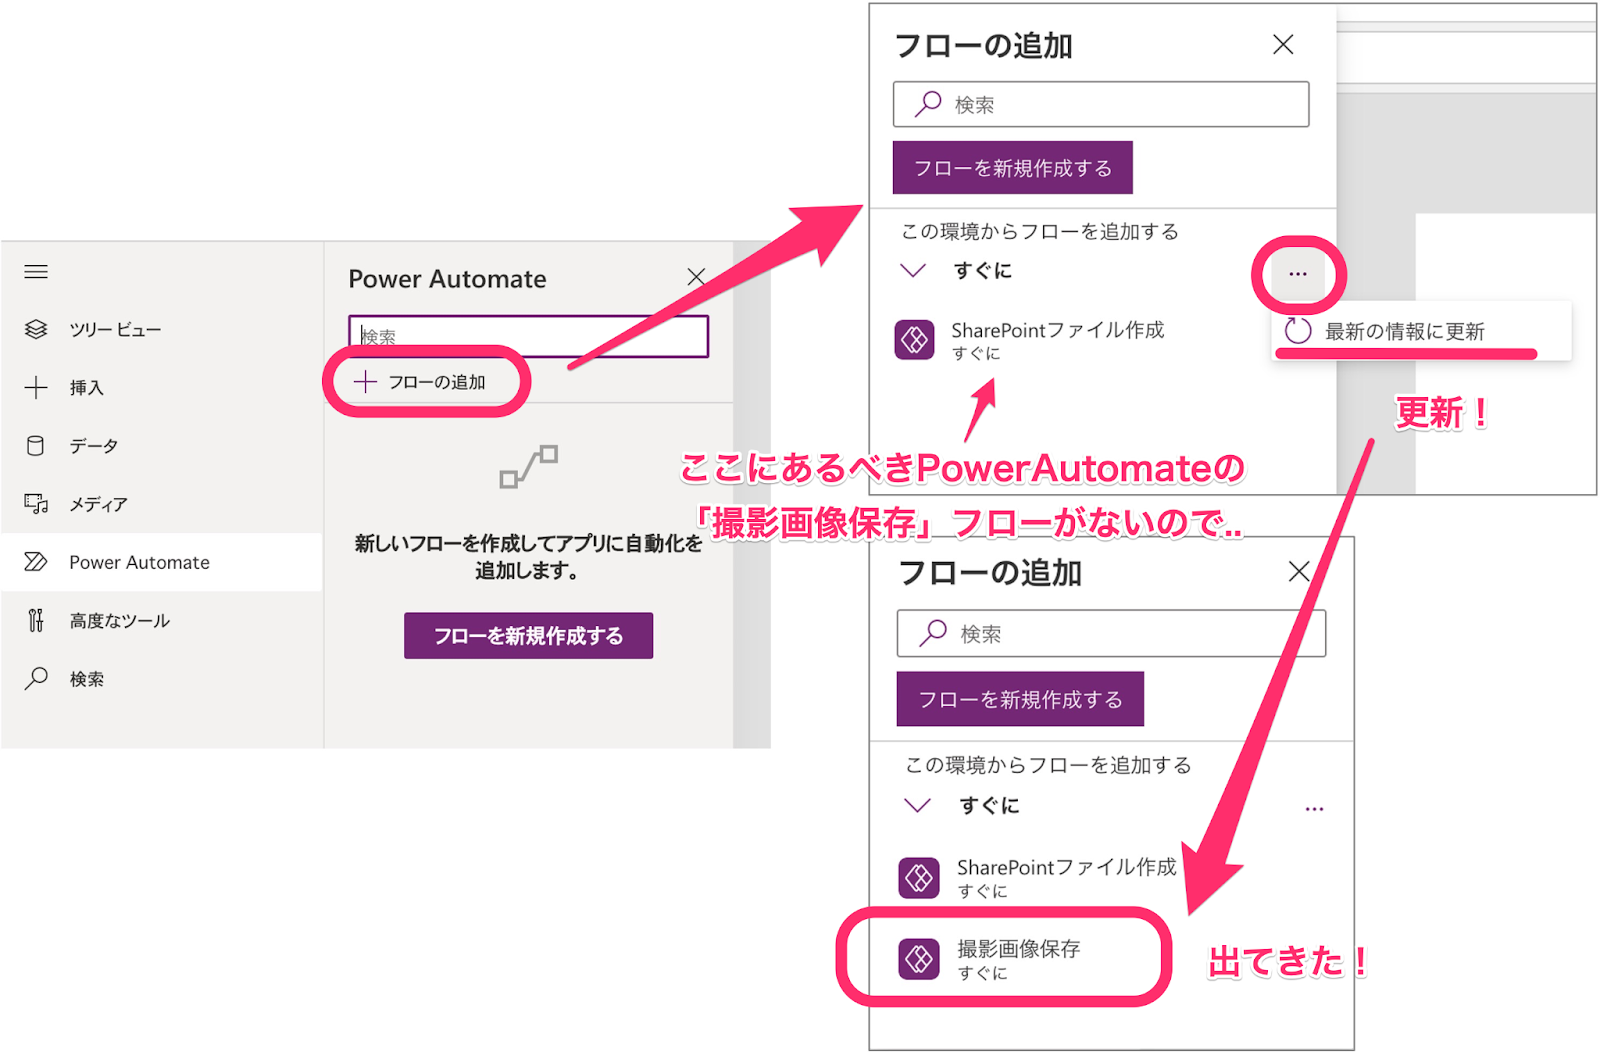 ツリー ビュー
挿入
データ
メディア
Power Automate
高度なツール
検索
Power Automate
検索
フローの追加
新しいフローを作成してアプリに自動化を
追加します。
フローを新規作成する
フローの追加
検索
フローを新規作成する
この環境からフローを追加する
すぐに
...
SharePointファイル作成
すぐに
最新の情報に更新
更新！
ここにあるべきPowerAutomateの
「撮影画像保存」フローがないので..
フローの追加
検索
フローを新規作成する
この環境からフローを追加する
すぐに
...
SharePointファイル作成
すぐに
撮影画像保存
すぐに
出てきた！